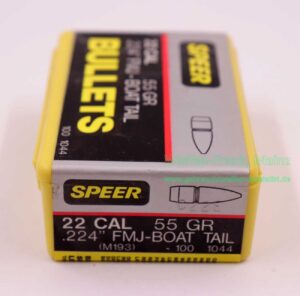 22 CAL 55 GR
.224" FMJ-BOAT TAIL
BULLETS
100 1044
SPEER
SPEER
22 CAL 55 GR
.224" FMJ-BOAT TAIL
(M193) - 100 1044